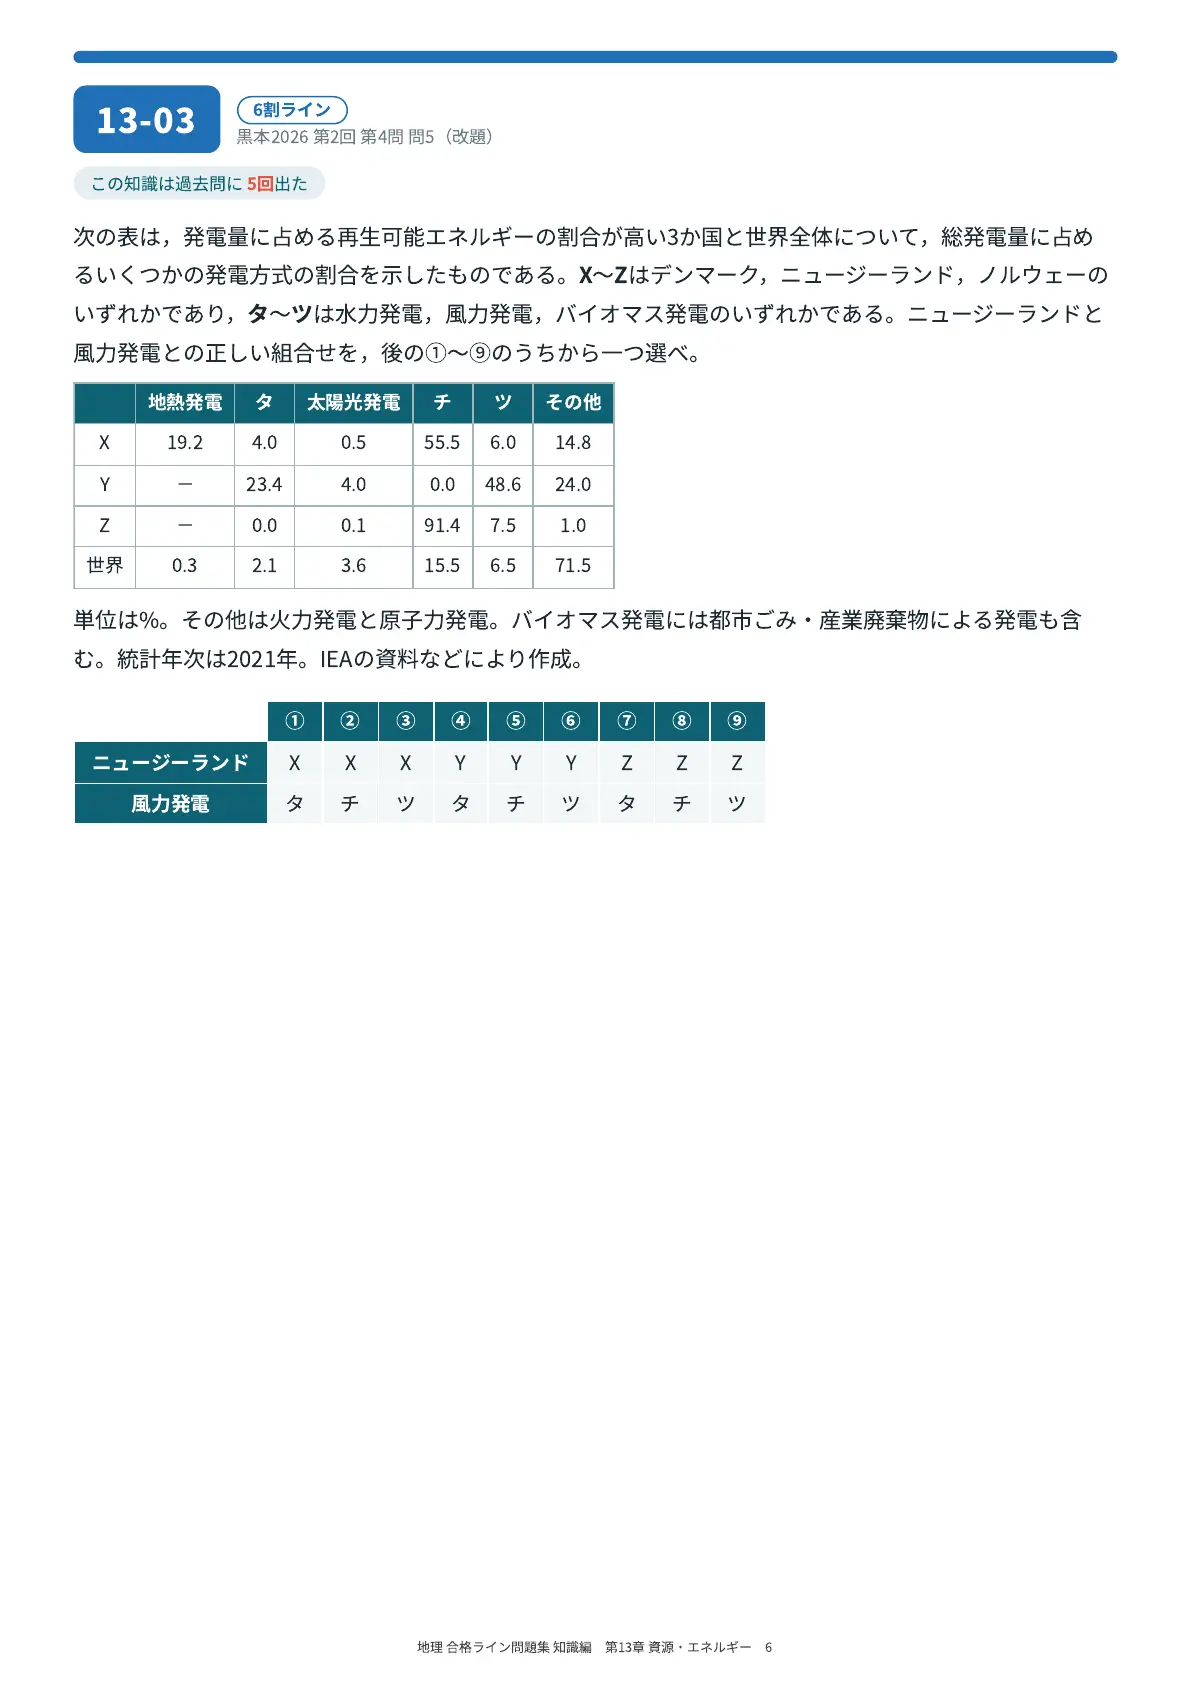 13-03
6割ライン
黒本2026 第2回 第4問 問5（改題）
この知識は過去問に 5回出た
次の表は，発電量に占める再生可能エネルギーの割合が高い3か国と世界全体について，総発電量に占め
るいくつかの発電方式の割合を示したものである。X～Zはデンマーク，ニュージーランド，ノルウェーの
いずれかであり，タ～ツは水力発電，風力発電，バイオマス発電のいずれかである。ニュージーランドと
風力発電との正しい組合せを，後の①～⑨のうちから一つ選べ。
地熱発電 タ 太陽光発電 チ ツ その他
X 19.2 4.0 0.5 55.5 6.0 14.8
Y － 23.4 4.0 0.0 48.6 24.0
Z － 0.0 0.1 91.4 7.5 1.0
世界 0.3 2.1 3.6 15.5 6.5 71.5
単位は%。その他は火力発電と原子力発電。バイオマス発電には都市ごみ・産業廃棄物による発電も含
む。統計年次は2021年。IEAの資料などにより作成。
① ② ③ ④ ⑤ ⑥ ⑦ ⑧ ⑨
ニュージーランド X X X Y Y Y Z Z Z
風力発電 タ チ ツ タ チ ツ タ チ ツ
地理 合格ライン問題集 知識編　第13章 資源・エネルギー　6